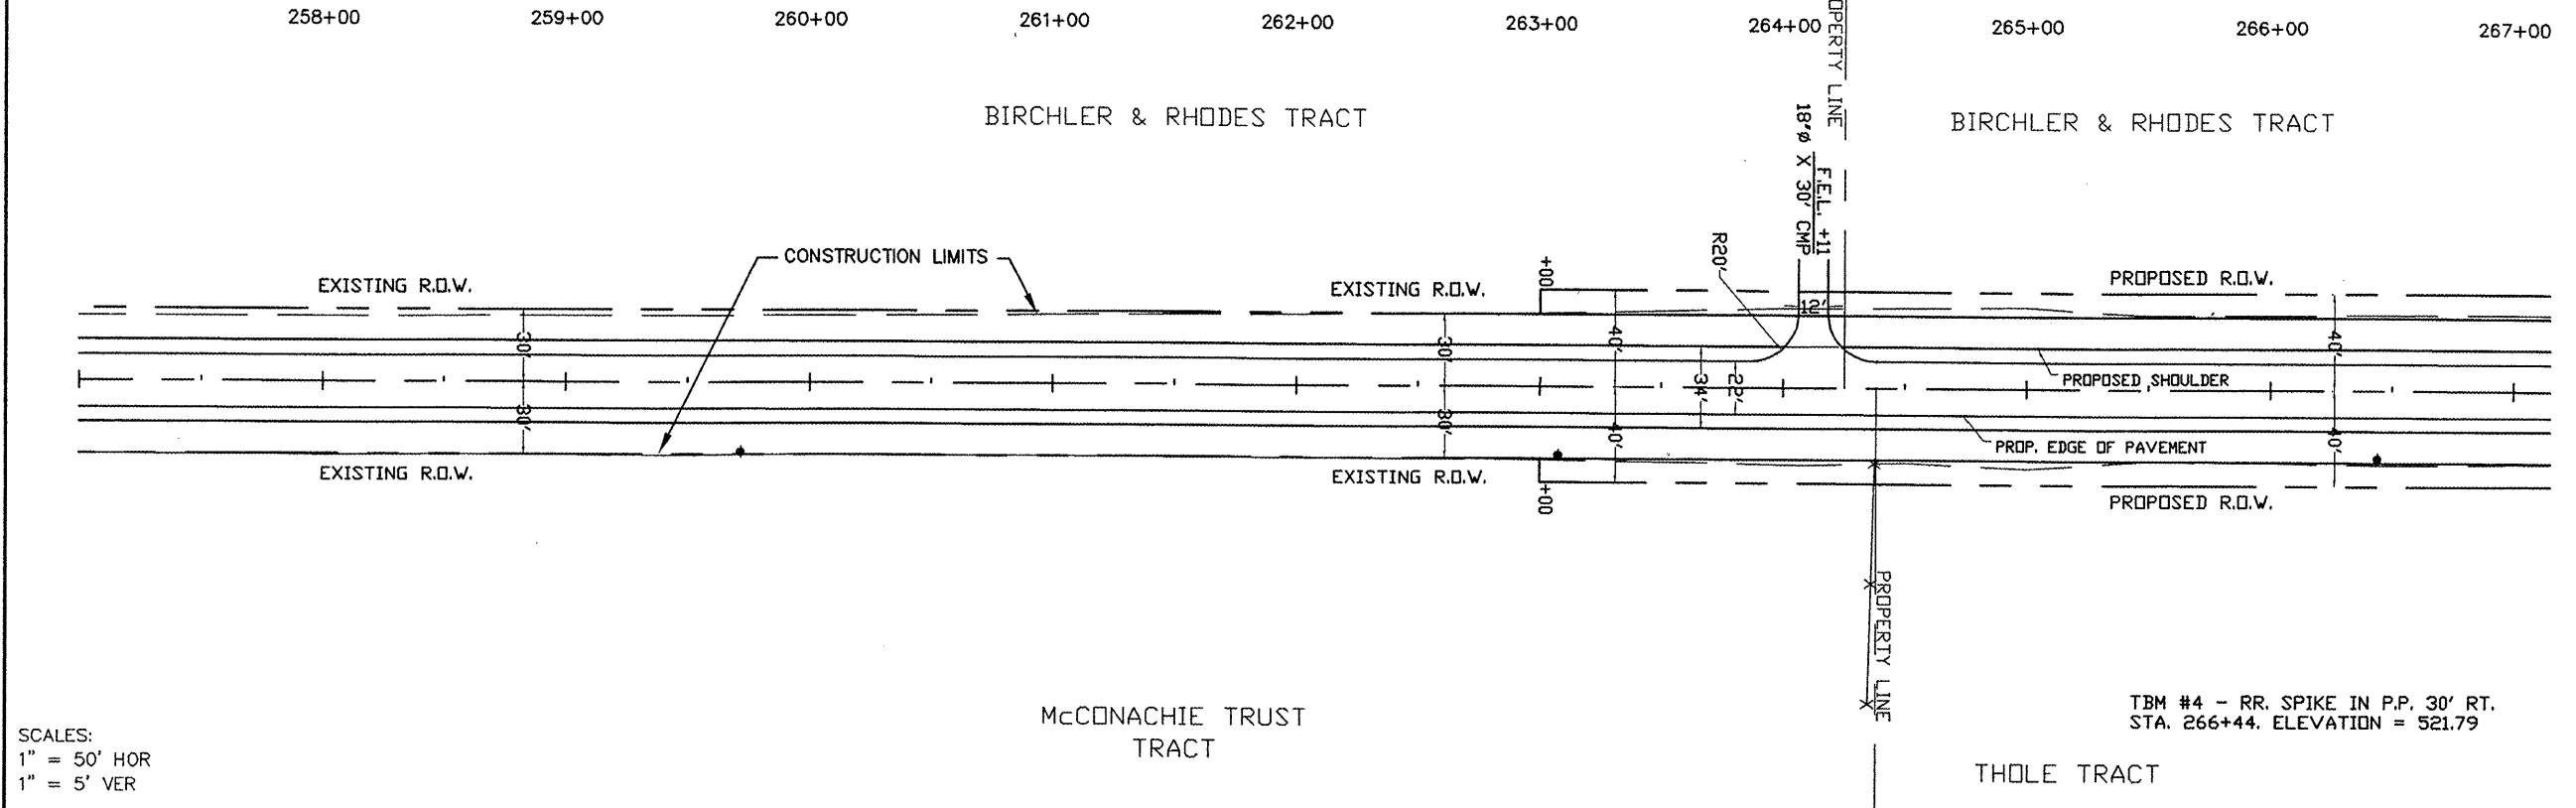 258+00 259+00 260+00 261+00 262+00 263+00 264+00 265+00 266+00 267+00
BIRCHLER & RHODES TRACT
BIRCHLER & RHODES TRACT
OPERTY LINE
18"ø X 30' CMP
F.E.L. +11
R20'
CONSTRUCTION LIMITS
EXISTING R.O.W.
EXISTING R.O.W.
+00
PROPOSED R.O.W.
12'
30'
30'
40'
40'
34'
22'
PROPOSED SHOULDER
30'
30'
40'
40'
PROP. EDGE OF PAVEMENT
EXISTING R.O.W.
EXISTING R.O.W.
+00
PROPOSED R.O.W.
PROPERTY LINE
McCONACHIE TRUST
TRACT
TBM #4 - RR. SPIKE IN P.P. 30' RT.
STA. 266+44. ELEVATION = 521.79
THOLE TRACT
SCALES:
1" = 50' HOR
1" = 5' VER